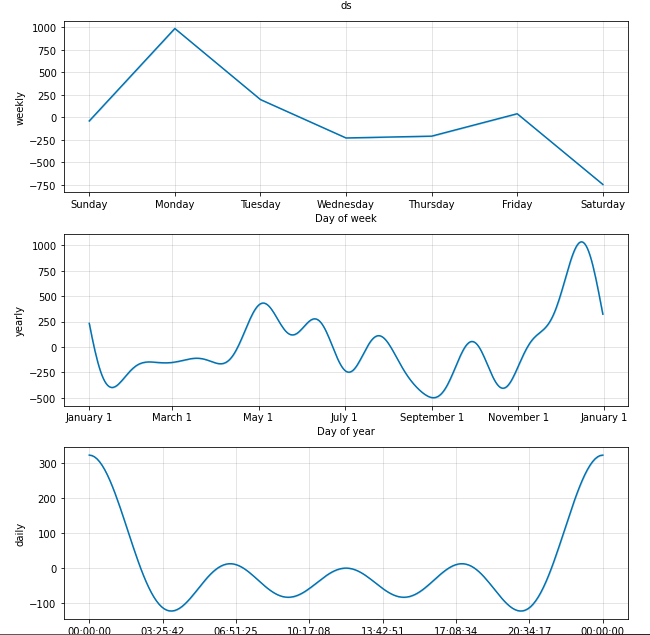 ds
1000
750
500
250
0
−250
−500
−750
weekly
Sunday Monday Tuesday Wednesday Thursday Friday Saturday
Day of week
1000
750
500
250
0
−250
−500
yearly
January 1 March 1 May 1 July 1 September 1 November 1 January 1
Day of year
300
200
100
0
−100
daily
00:00:00 03:25:42 06:51:25 10:17:08 13:42:51 17:08:34 20:34:17 00:00:00